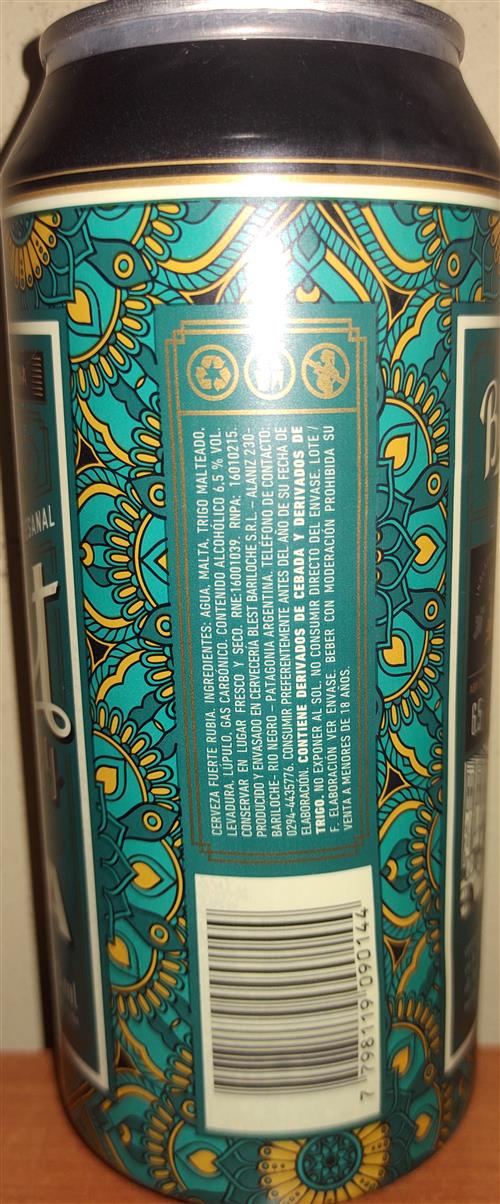 CERVEZA FUERTE RUBIA. INGREDIENTES: AGUA, MALTA, TRIGO MALTEADO,
LEVADURA, LUPULO, GAS CARBÓNICO. CONTENIDO ALCOHÓLICO 6,5 % VOL.
CONSERVAR EN LUGAR FRESCO Y SECO. RNE:16001039. RNPA: 16010215.
PRODUCIDO Y ENVASADO EN CERVECERÍA BLEST BARILOCHE S.R.L. - ALANIZ 230-
BARILOCHE- RIO NEGRO - PATAGONIA ARGENTINA. TELÉFONO DE CONTACTO:
0294-4435776. CONSUMIR PREFERENTEMENTE ANTES DEL AÑO DE SU FECHA DE
ELABORACIÓN. CONTIENE DERIVADOS DE CEBADA Y DERIVADOS DE
TRIGO. NO EXPONER AL SOL. NO CONSUMIR DIRECTO DEL ENVASE. LOTE /
F. ELABORACIÓN VER ENVASE. BEBER CON MODERACIÓN PROHIBIDA SU
VENTA A MENORES DE 18 AÑOS.
7 798119 090144
6.5